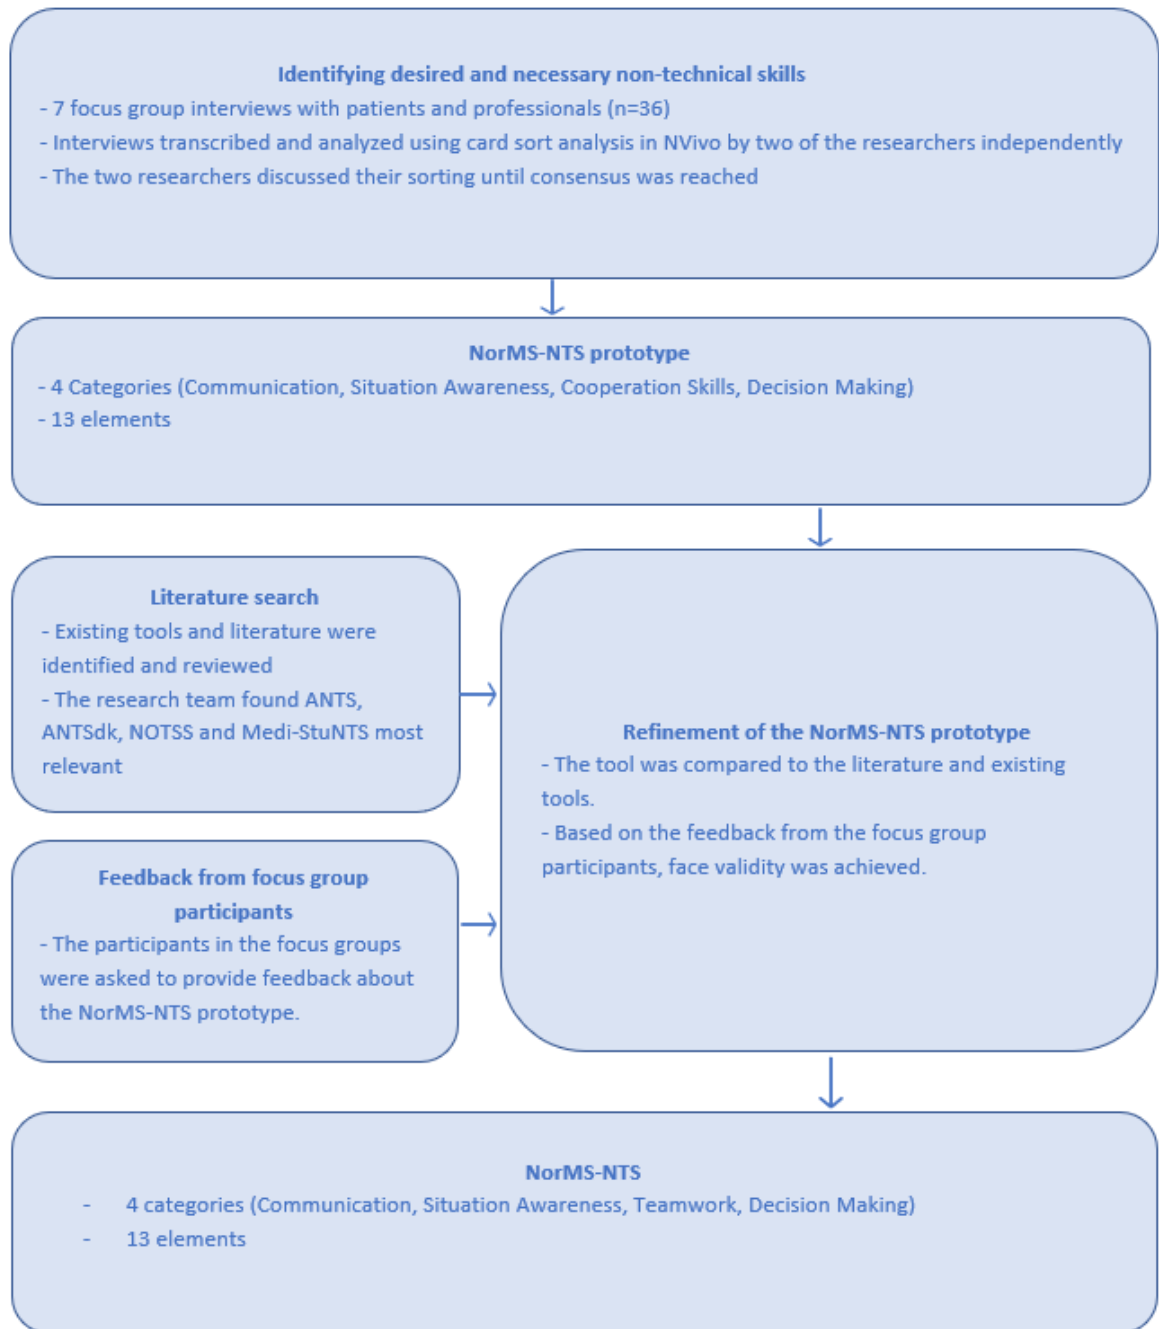 Identifying desired and necessary non-technical skills
- 7 focus group interviews with patients and professionals (n=36)
- Interviews transcribed and analyzed using card sort analysis in NVivo by two of the researchers independently
- The two researchers discussed their sorting until consensus was reached
NorMS-NTS prototype
- 4 Categories (Communication, Situation Awareness, Cooperation Skills, Decision Making)
- 13 elements
Literature search
- Existing tools and literature were
identified and reviewed
- The research team found ANTS,
ANTSdk, NOTSS and Medi-StuNTS most
relevant
Feedback from focus group
participants
- The participants in the focus groups
were asked to provide feedback about
the NorMS-NTS prototype.
Refinement of the NorMS-NTS prototype
- The tool was compared to the literature and existing
tools.
- Based on the feedback from the focus group
participants, face validity was achieved.
NorMS-NTS
- 4 categories (Communication, Situation Awareness, Teamwork, Decision Making)
- 13 elements